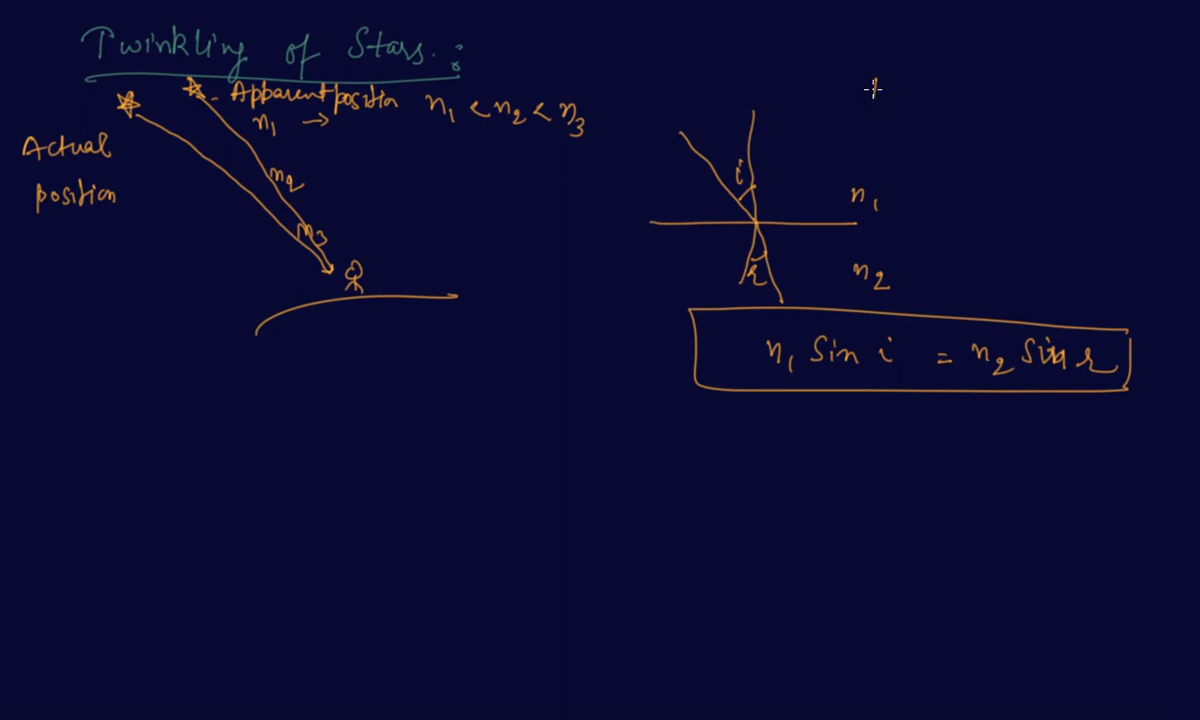 Twinkling of Stars :
Apparent position n₁ < n₂ < n₃
n₁ →
Actual
position
n₂
n₃
i
n₁
r
n₂
n₁ Sin i = n₂ Sin r